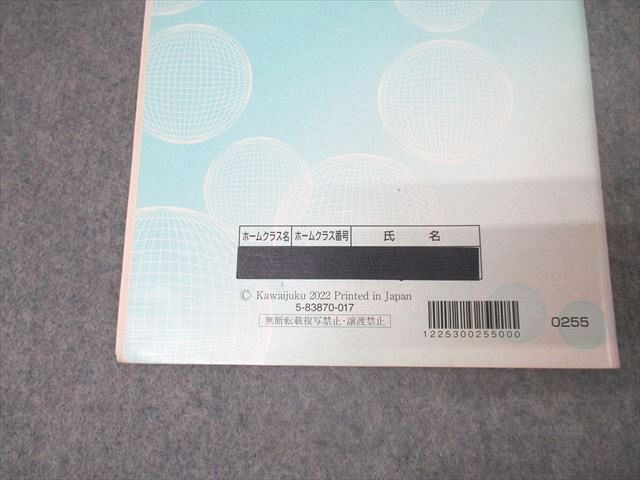 ホームクラス名 ホームクラス番号 氏 名
© Kawaijuku 2022 Printed in Japan
5-83870-017
無断転載複写禁止・譲渡禁止
1225300255000
0255